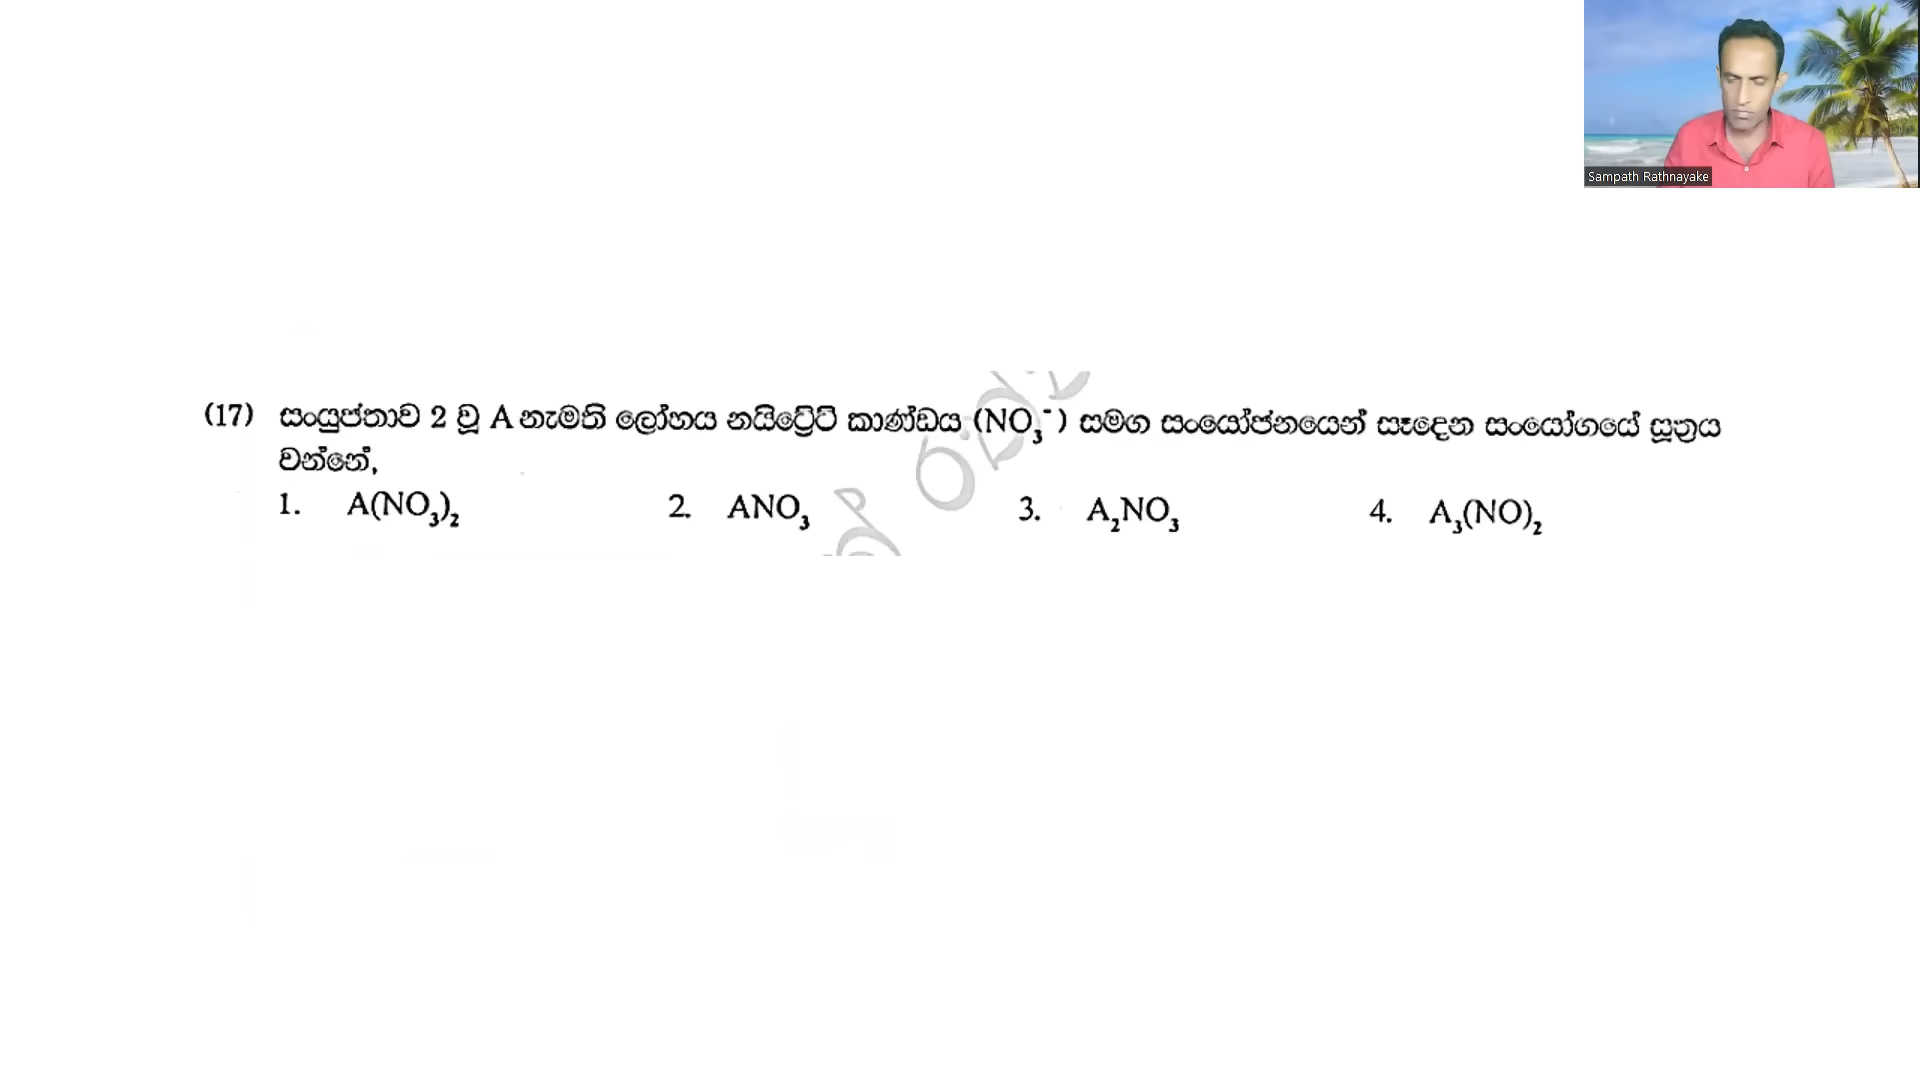 Sampath Rathnayake
(17) සංයුජතාව 2 වූ A නැමති ලෝහය නයිට්‍රේට් කාණ්ඩය (NO₃⁻) සමග සංයෝජනයෙන් සෑදෙන සංයෝගයේ සූත්‍රය
වන්නේ,
1. A(NO₃)₂ 2. ANO₃ 3. A₂NO₃ 4. A₃(NO)₂